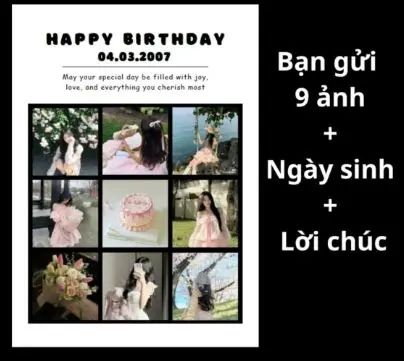 HAPPY BIRTHDAY
04.03.2007
May your special day be filled with joy,
love, and everything you cherish most
Bạn gửi
9 ảnh
+
Ngày sinh
+
Lời chúc